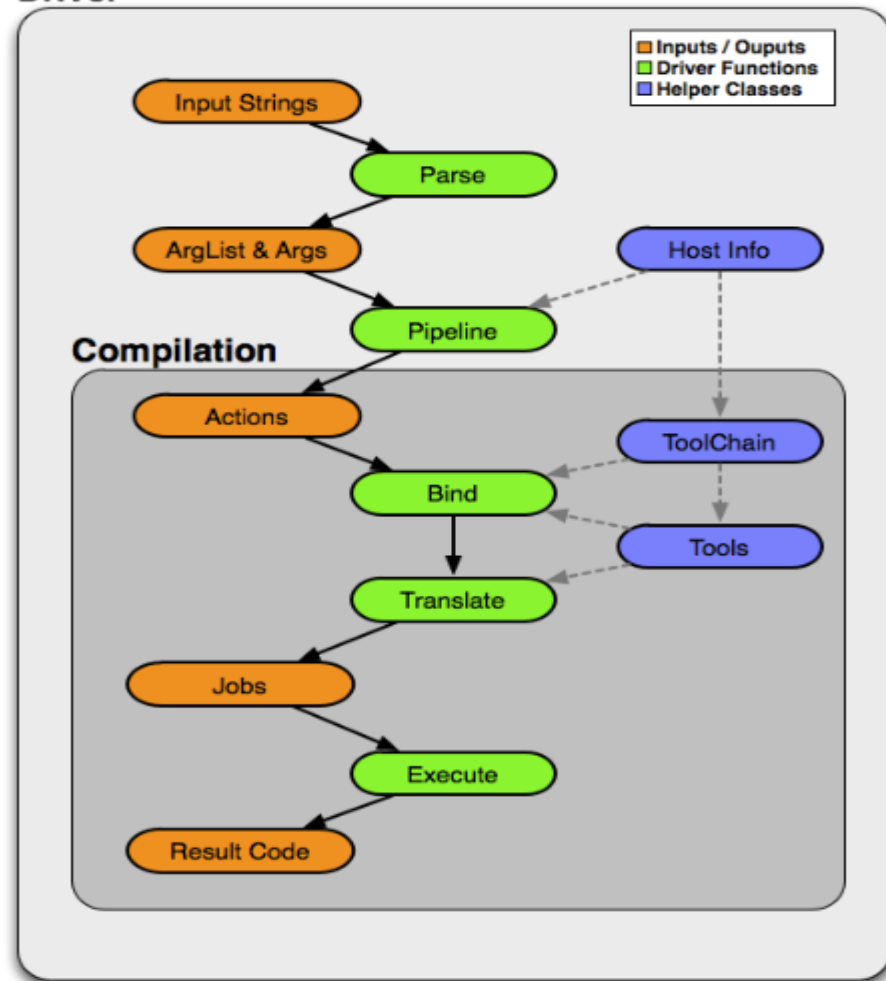 Driver
Inputs / Ouputs
Driver Functions
Helper Classes
Input Strings
Parse
ArgList & Args
Host Info
Pipeline
Compilation
Actions
ToolChain
Bind
Tools
Translate
Jobs
Execute
Result Code